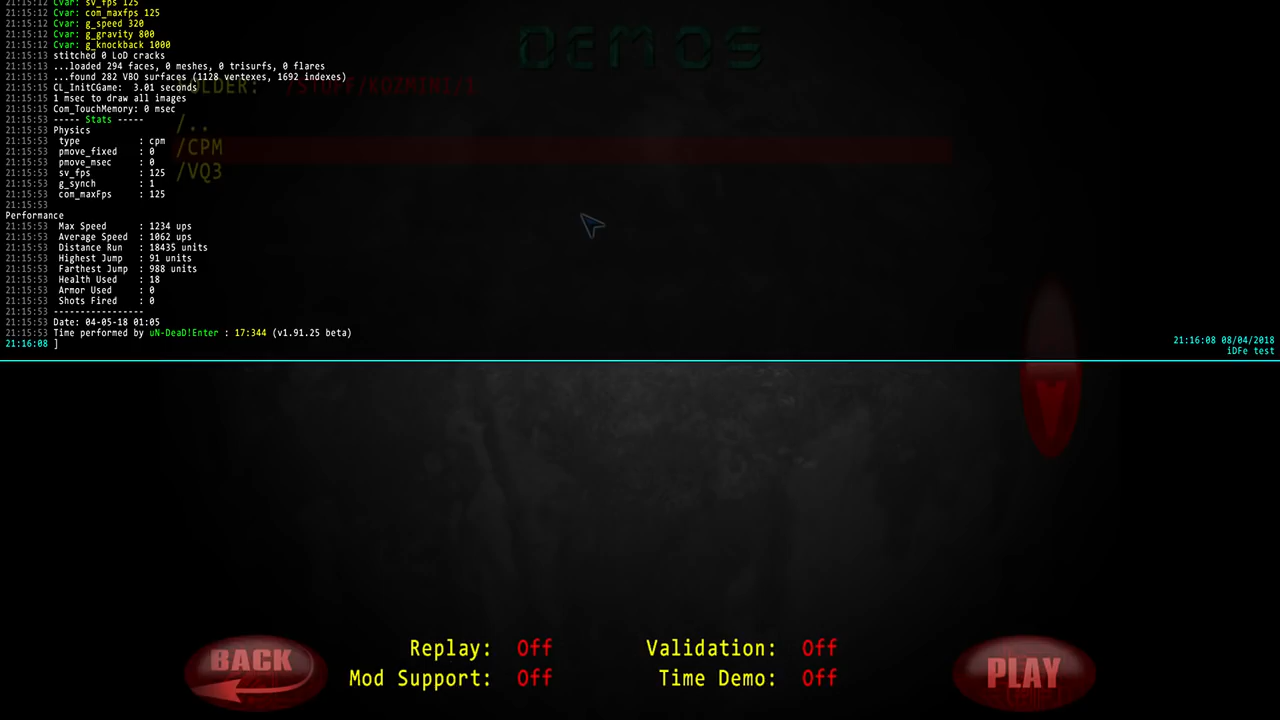 21:15:12 Cvar: sv_fps 125
21:15:12 Cvar: com_maxfps 125
21:15:12 Cvar: g_speed 320
21:15:12 Cvar: g_gravity 800
21:15:12 Cvar: g_knockback 1000
21:15:13 stitched 0 LoD cracks
21:15:13 ...loaded 294 faces, 0 meshes, 0 trisurfs, 0 flares
21:15:13 ...found 282 VBO surfaces (1128 vertexes, 1692 indexes)
21:15:15 CL_InitCGame:  3.01 seconds
21:15:15 1 msec to draw all images
21:15:15 Com_TouchMemory: 0 msec
21:15:53 ----- Stats -----
21:15:53 Physics
21:15:53  type           : cpm
21:15:53  pmove_fixed    : 0
21:15:53  pmove_msec     : 0
21:15:53  sv_fps         : 125
21:15:53  g_synch        : 1
21:15:53  com_maxFps     : 125
21:15:53
Performance
21:15:53  Max Speed      : 1234 ups
21:15:53  Average Speed  : 1062 ups
21:15:53  Distance Run   : 18435 units
21:15:53  Highest Jump   : 91 units
21:15:53  Farthest Jump  : 988 units
21:15:53  Health Used    : 18
21:15:53  Armor Used     : 0
21:15:53  Shots Fired    : 0
21:15:53 -----------------
21:15:53 Date: 04-05-18 01:05
21:15:53 Time performed by uN-DeaD!Enter : 17:344 (v1.91.25 beta)
21:16:08 ]
21:16:08 08/04/2018
iDFe test
DEMOS
OLDER: /STUFF/KOZMINI/1
/..
/CPM
/VQ3
BACK
Replay: Off
Validation: Off
Mod Support: Off
Time Demo: Off
PLAY